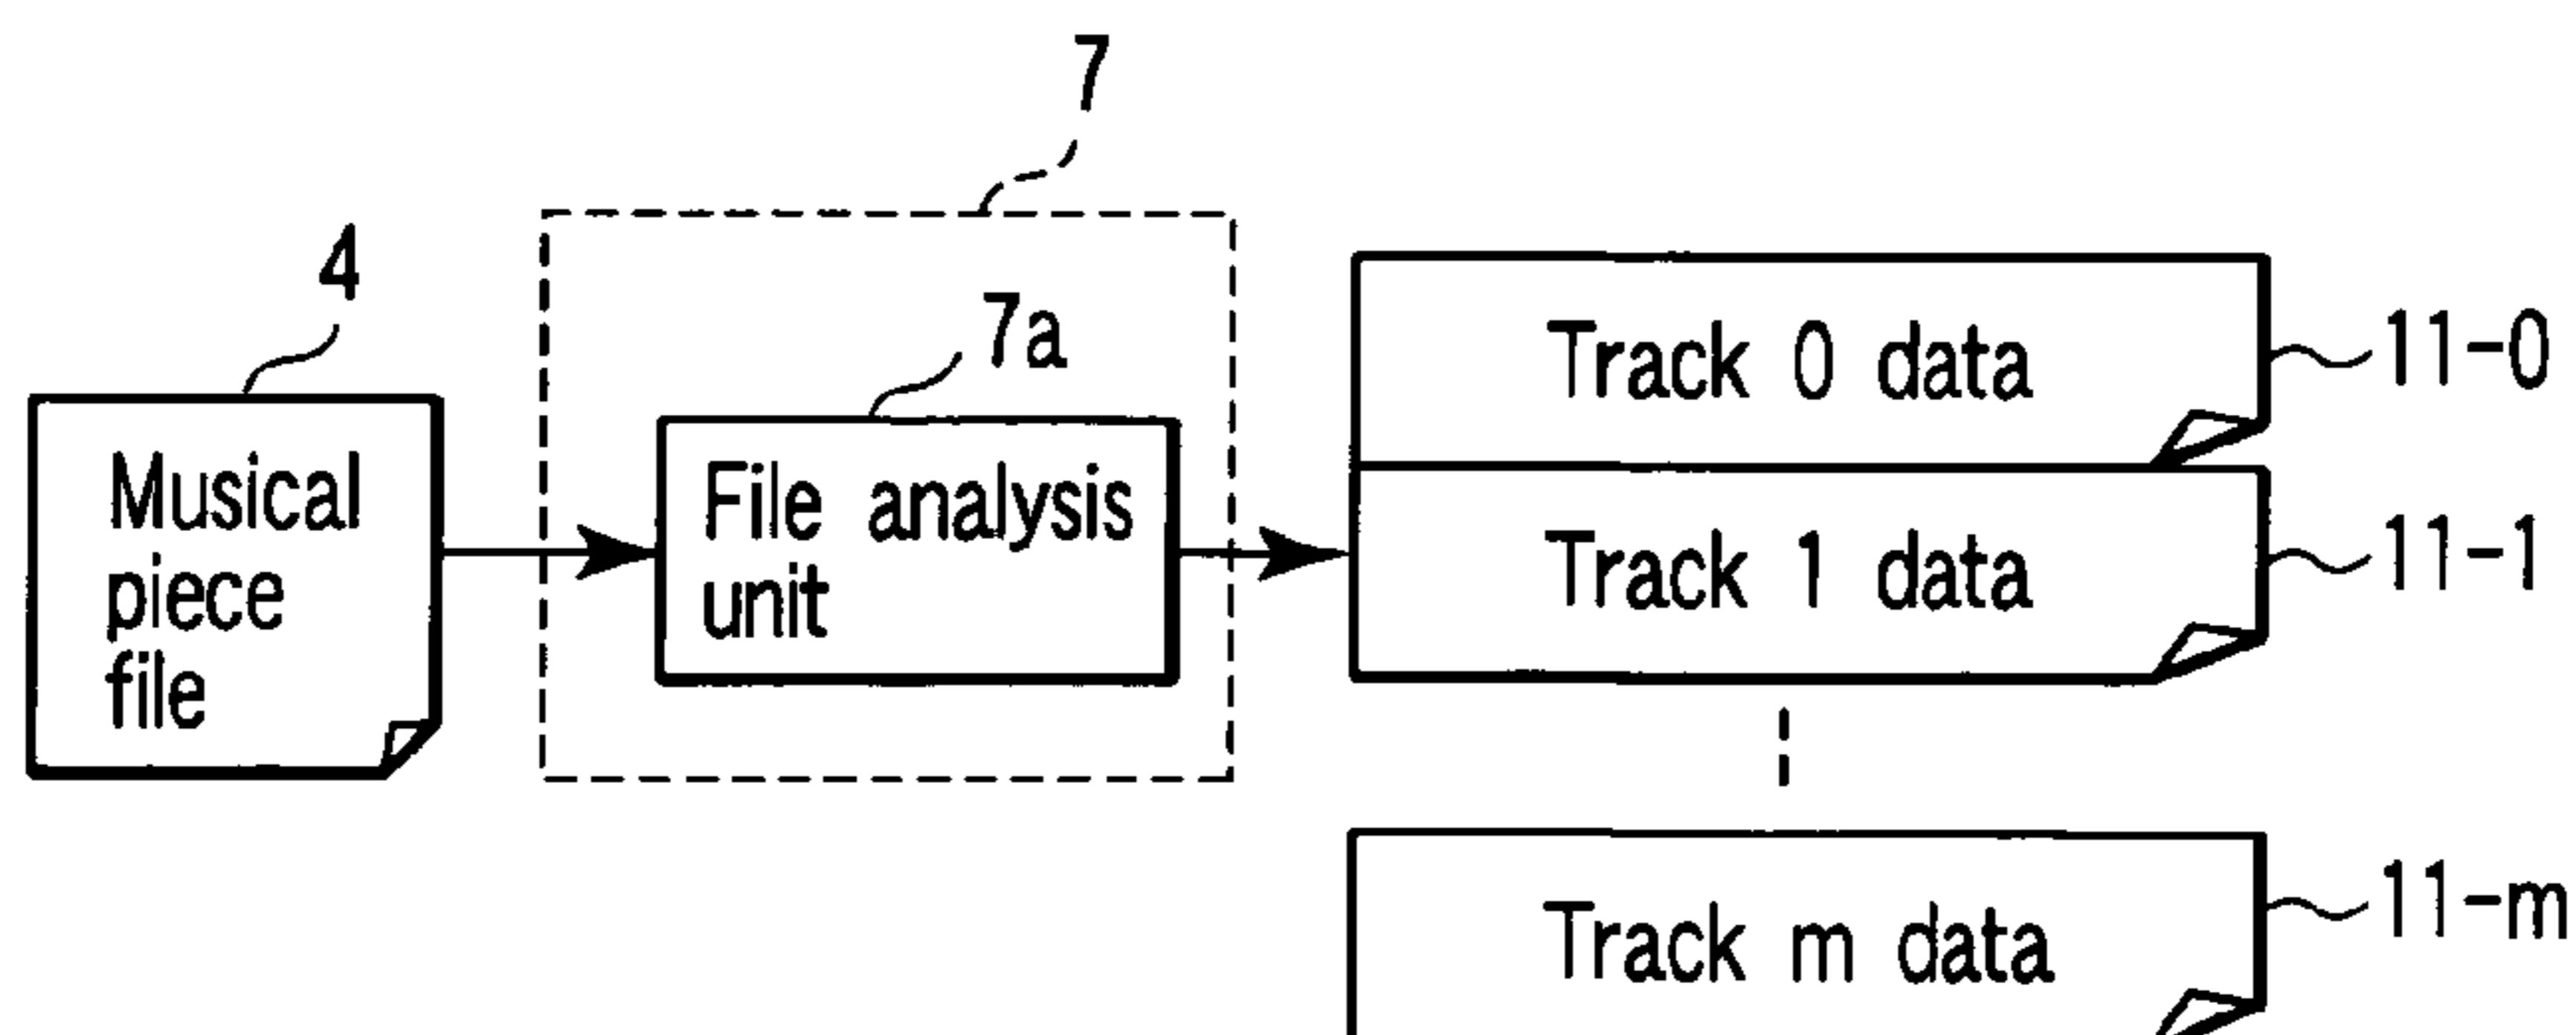 7
4
7a
Musical
piece
file
File analysis
unit
Track 0 data
11-0
Track 1 data
11-1
Track m data
11-m